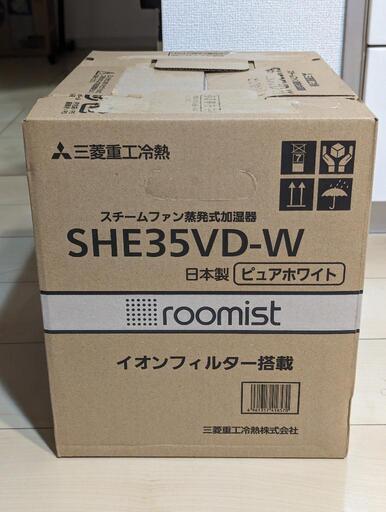 三菱重工冷熱
7
スチームファン蒸発式加湿器
SHE35VD-W
日本製 ピュアホワイト
roomist
イオンフィルター搭載
三菱重工冷熱株式会社